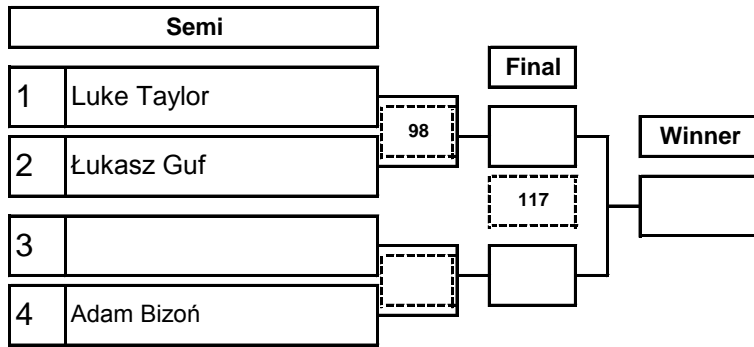 Semi
Final
Winner
1 Luke Taylor
2 Łukasz Guf
98
117
3
4 Adam Bizoń